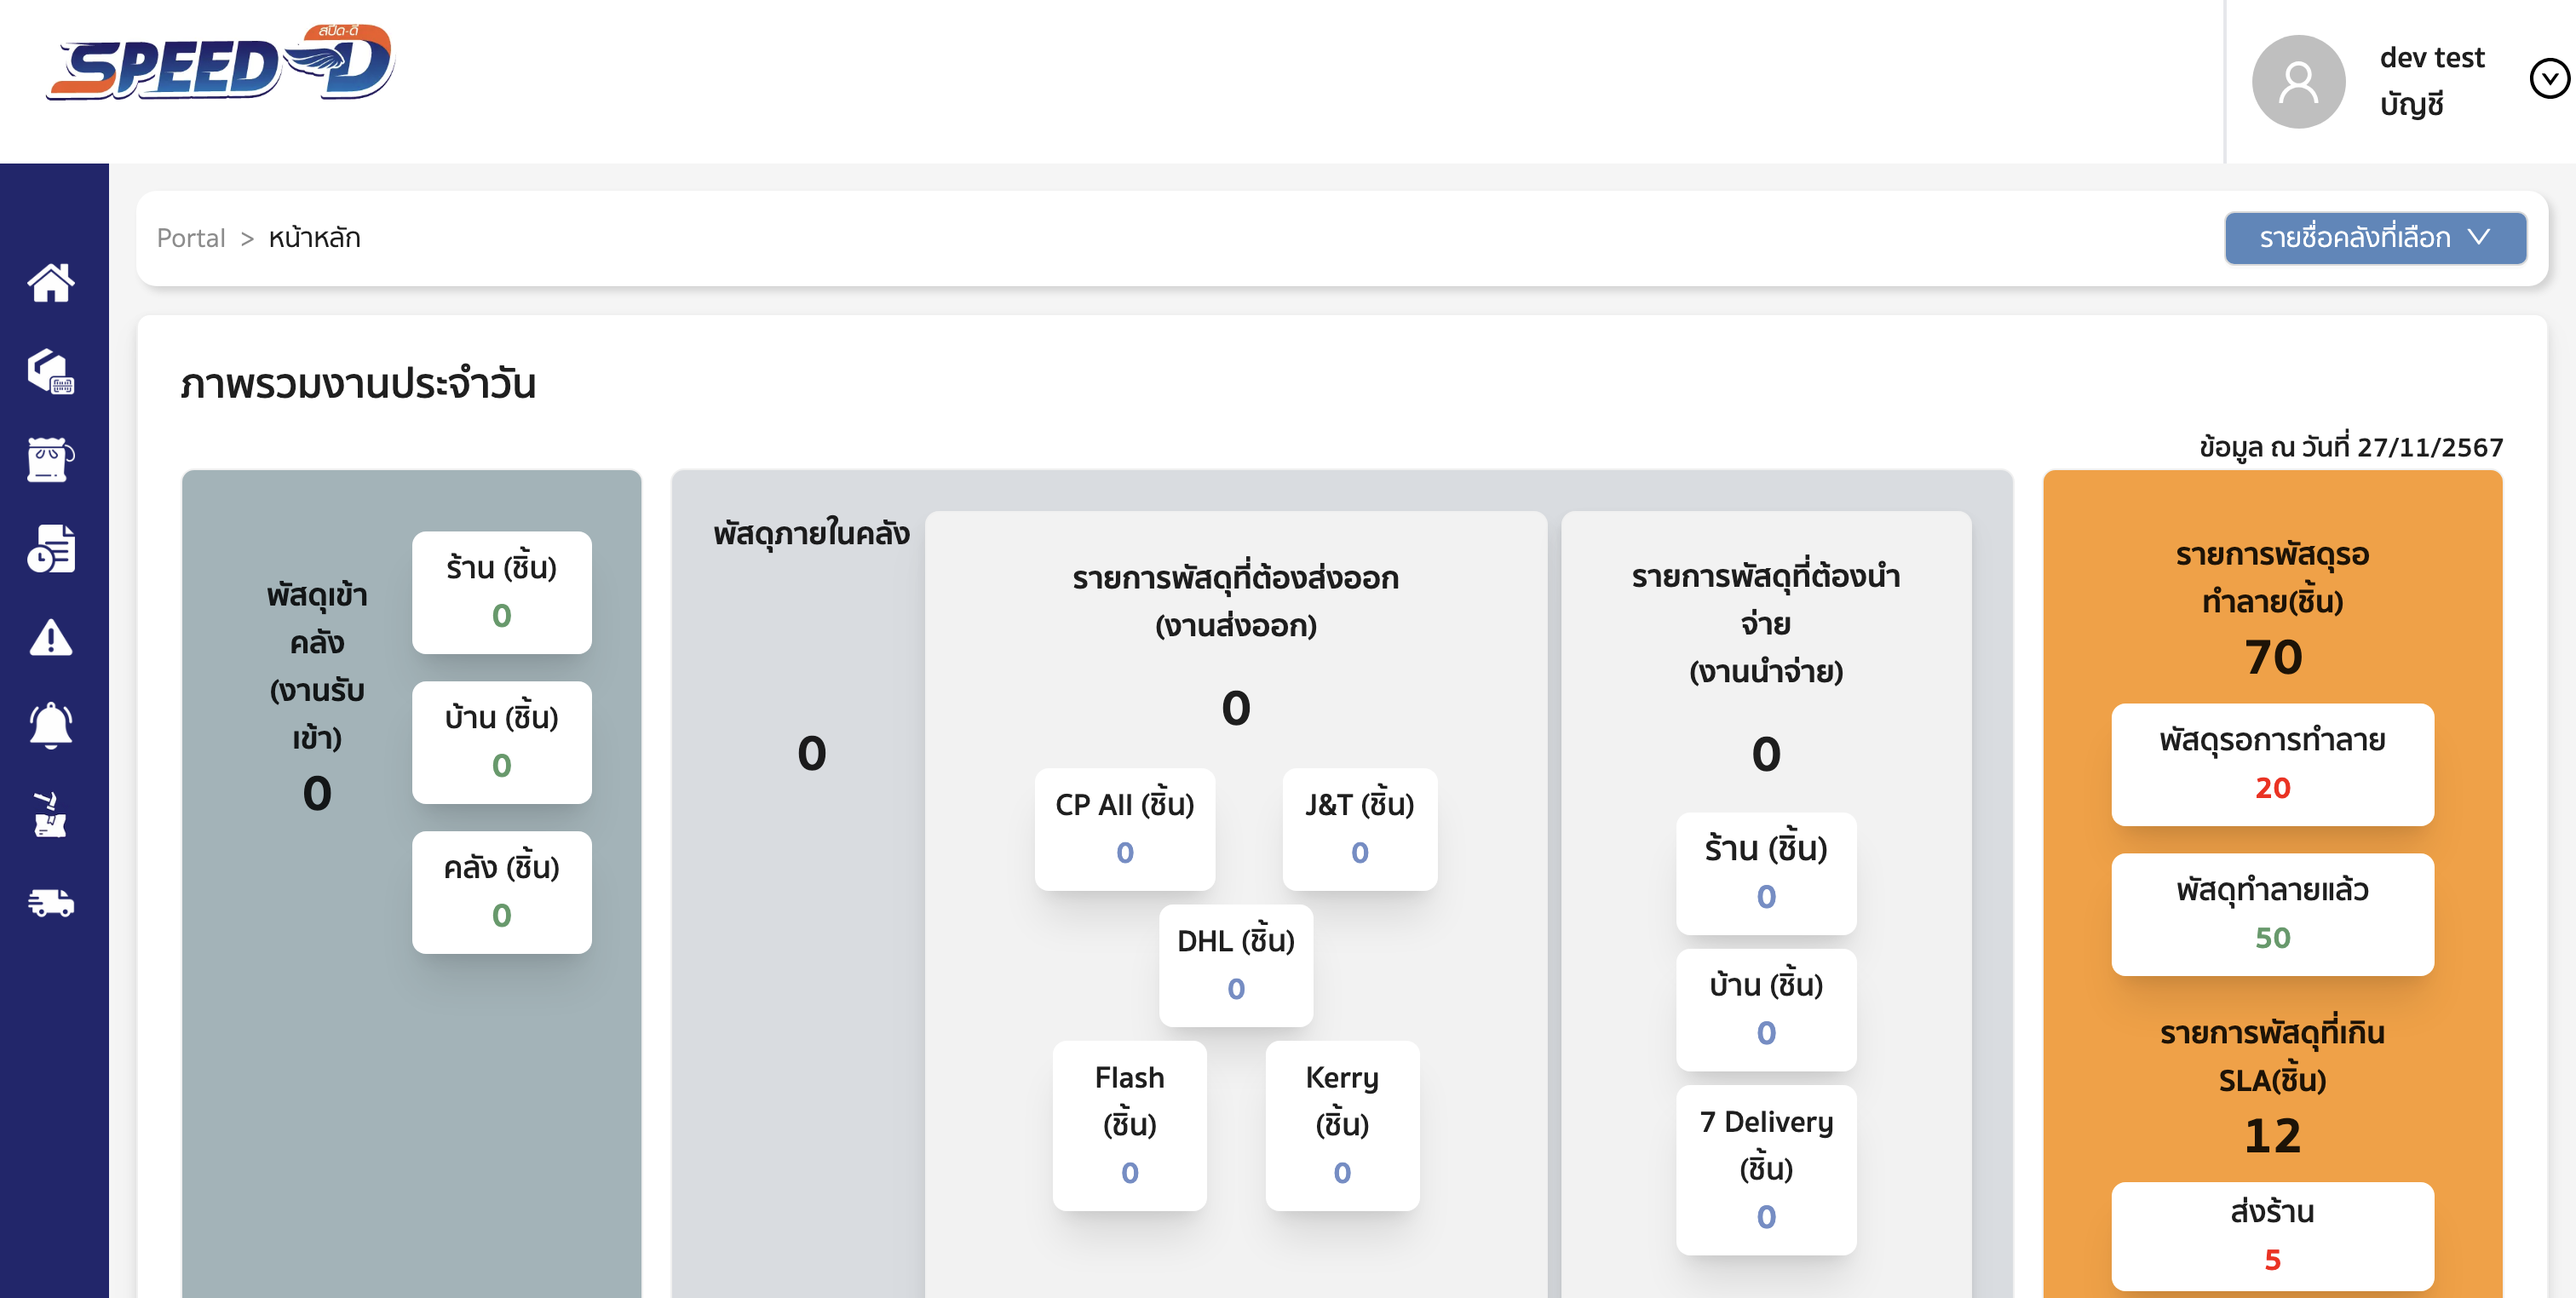 สปีด-ดี
SPEED-D
dev test
บัญชี
Portal > หน้าหลัก
รายชื่อคลังที่เลือก
ภาพรวมงานประจำวัน
ข้อมูล ณ วันที่ 27/11/2567
พัสดุเข้า
คลัง
(งานรับ
เข้า)
0
ร้าน (ชิ้น)
0
บ้าน (ชิ้น)
0
คลัง (ชิ้น)
0
พัสดุภายในคลัง
0
รายการพัสดุที่ต้องส่งออก
(งานส่งออก)
0
CP All (ชิ้น)
0
J&T (ชิ้น)
0
DHL (ชิ้น)
0
Flash
(ชิ้น)
0
Kerry
(ชิ้น)
0
รายการพัสดุที่ต้องนำ
จ่าย
(งานนำจ่าย)
0
ร้าน (ชิ้น)
0
บ้าน (ชิ้น)
0
7 Delivery
(ชิ้น)
0
รายการพัสดุรอ
ทำลาย(ชิ้น)
70
พัสดุรอการทำลาย
20
พัสดุทำลายแล้ว
50
รายการพัสดุที่เกิน
SLA(ชิ้น)
12
ส่งร้าน
5